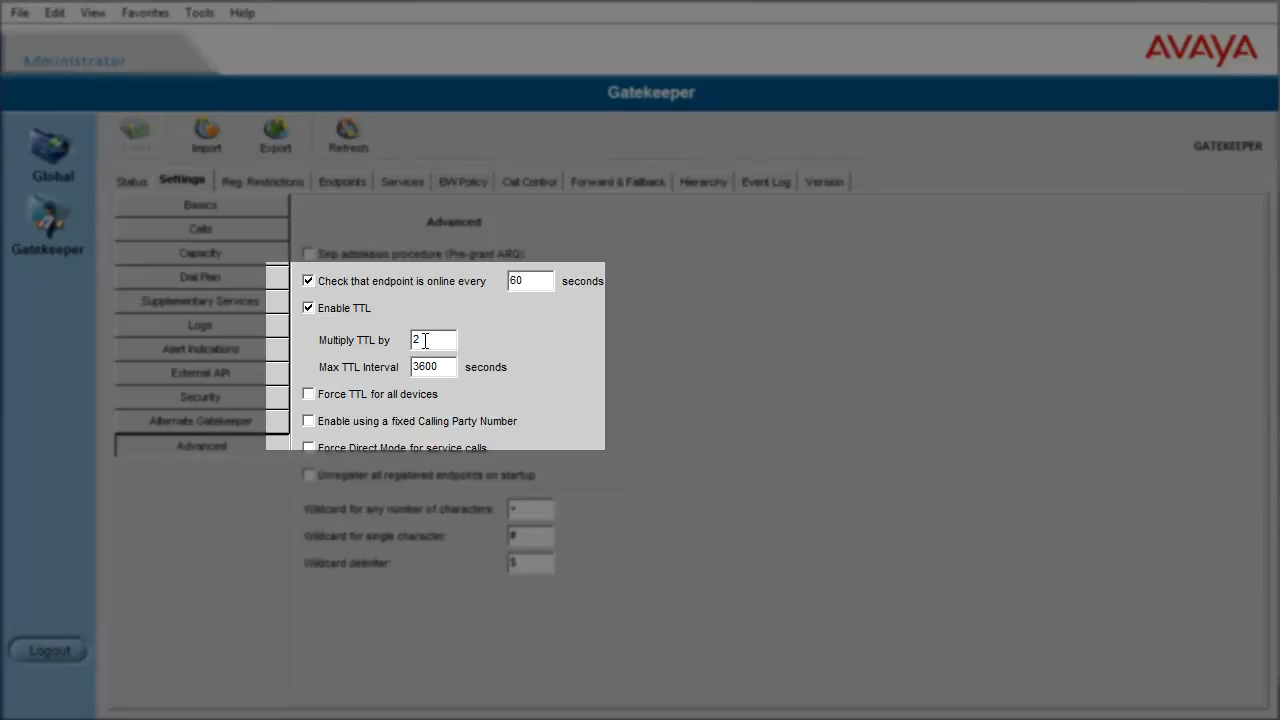 File Edit View Favorites Tools Help
Administrator
AVAYA
Gatekeeper
Import Export Refresh
GATEKEEPER
Global
Gatekeeper
Logout
Status Settings Reg. Restrictions Endpoints Services BW Policy Call Control Forward & Fallback Hierarchy Event Log Version
Basics
Calls
Capacity
Dial Plan
Supplementary Services
Logs
Alert Indications
External API
Security
Alternate Gatekeeper
Advanced
Advanced
Skip admission procedure (Pre-grant ARQ)
Check that endpoint is online every 60 seconds
Enable TTL
Multiply TTL by 2
Max TTL Interval 3600 seconds
Force TTL for all devices
Enable using a fixed Calling Party Number
Force Direct Mode for service calls
Unregister all registered endpoints on startup
Wildcard for any number of characters: *
Wildcard for single character: #
Wildcard delimiter: $